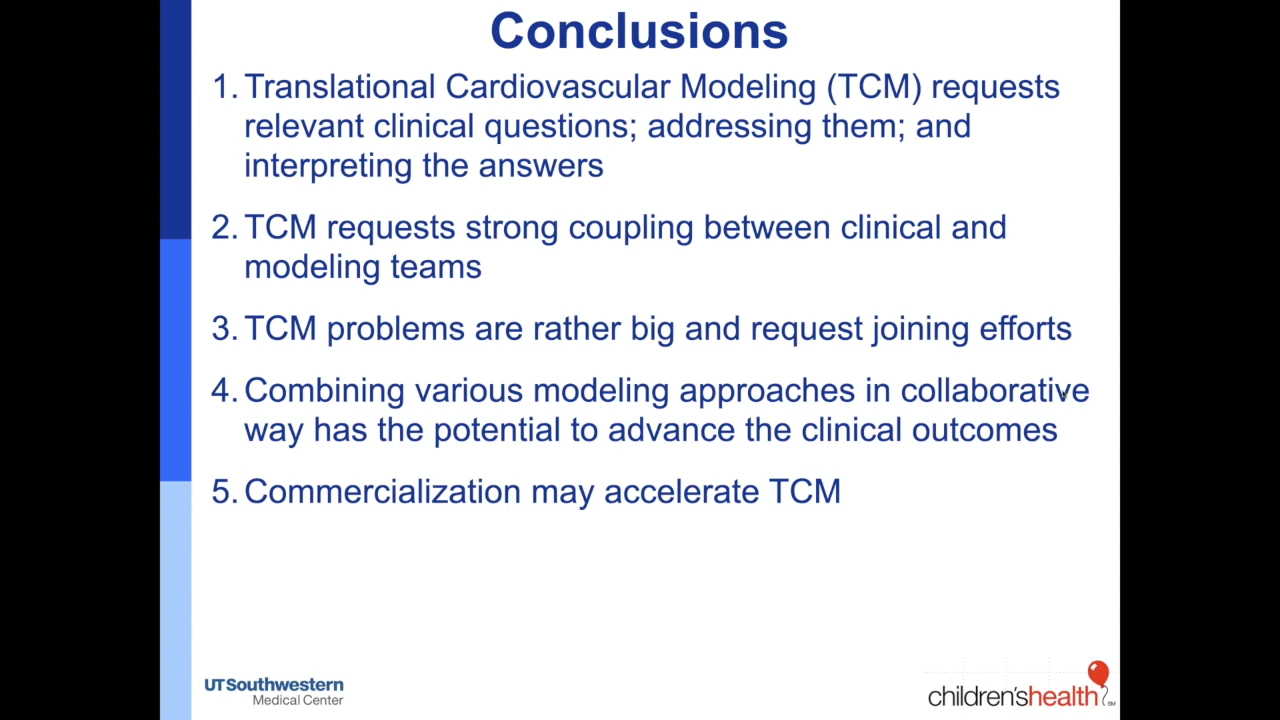 Conclusions
1. Translational Cardiovascular Modeling (TCM) requests
relevant clinical questions; addressing them; and
interpreting the answers
2. TCM requests strong coupling between clinical and
modeling teams
3. TCM problems are rather big and request joining efforts
4. Combining various modeling approaches in collaborative
way has the potential to advance the clinical outcomes
5. Commercialization may accelerate TCM
UT Southwestern
Medical Center
children'shealth SM